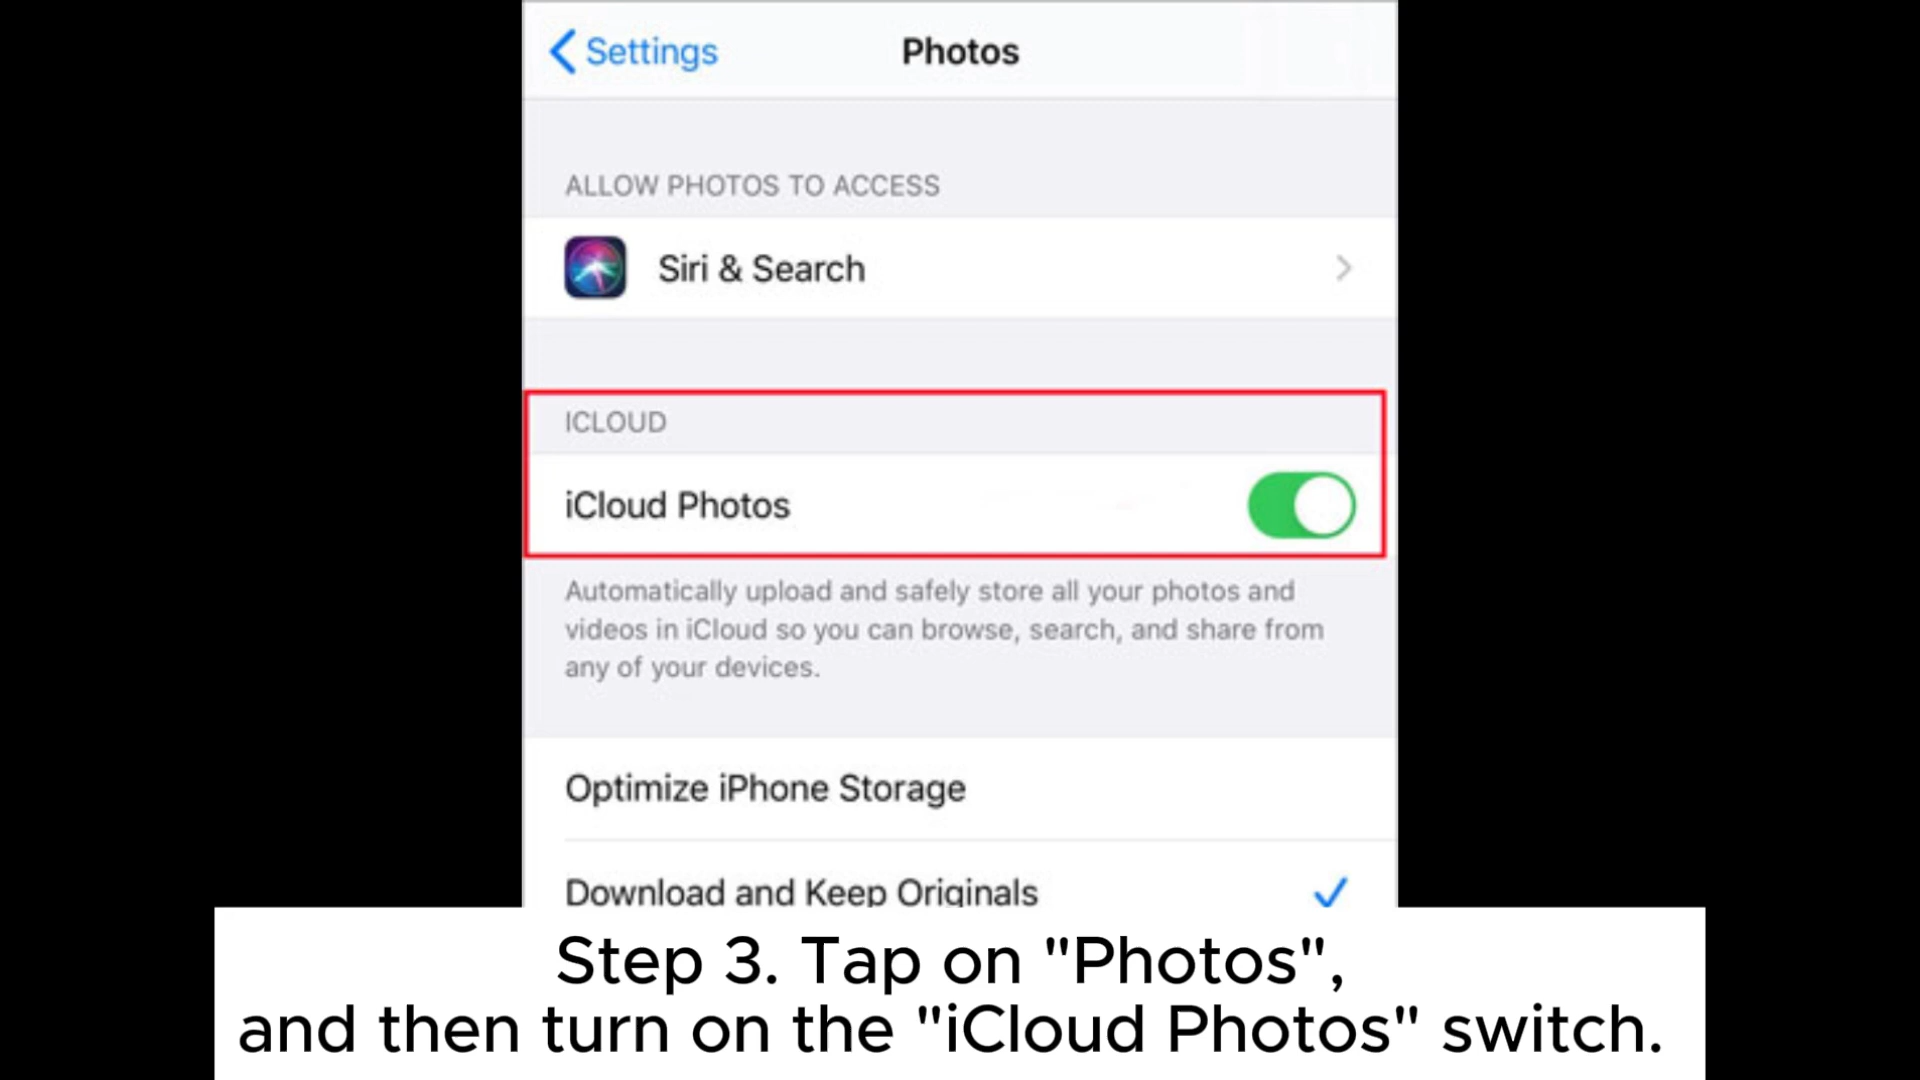 Settings
Photos
ALLOW PHOTOS TO ACCESS
Siri & Search
ICLOUD
iCloud Photos
Automatically upload and safely store all your photos and
videos in iCloud so you can browse, search, and share from
any of your devices.
Optimize iPhone Storage
Download and Keep Originals
Step 3. Tap on "Photos",
and then turn on the "iCloud Photos" switch.